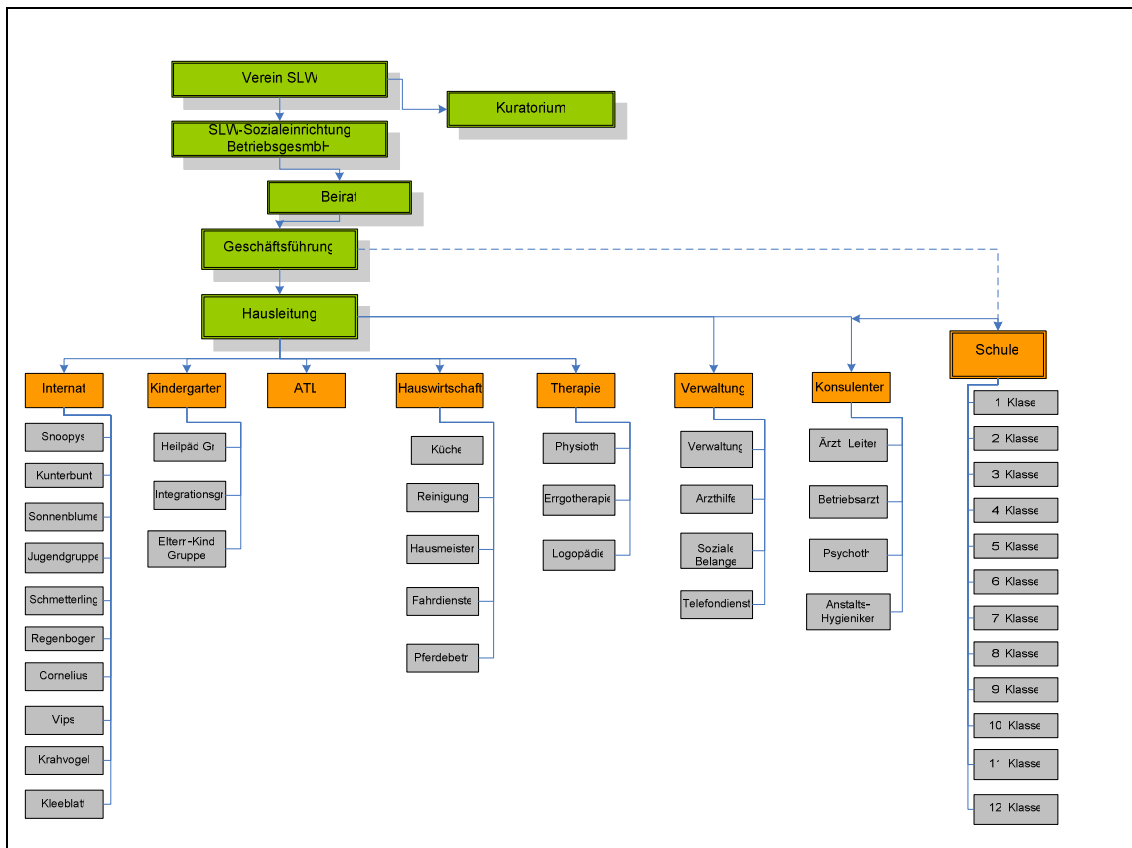 Verein SLW
Kuratorium
SLW-Sozialeinrichtung
BetriebsgesmbH
Beirat
Geschäftsführung
Hausleitung
Schule
Internat
Kindergarten
ATL
Hauswirtschaft
Therapie
Verwaltung
Konsulenten
Snoopys
Kunterbunt
Sonnenblume
Jugendgruppe
Schmetterling
Regenbogen
Cornelius
Vips
Krahvogel
Kleeblatt
Heilpäd Gr
Integrationsgr
Eltern-Kind
Gruppe
Küche
Reinigung
Hausmeister
Fahrdienste
Pferdebetr
Physioth
Errgotherapie
Logopädie
Verwaltung
Arzthilfe
Soziale
Belange
Telefondienst
Ärzt Leiter
Betriebsarzt
Psychoth
Anstalts-
Hygieniker
1 Klase
2 Klasse
3 Klasse
4 Klasse
5 Klasse
6 Klasse
7 Klasse
8 Klasse
9 Klasse
10 Klasse
11 Klasse
12 Klasse